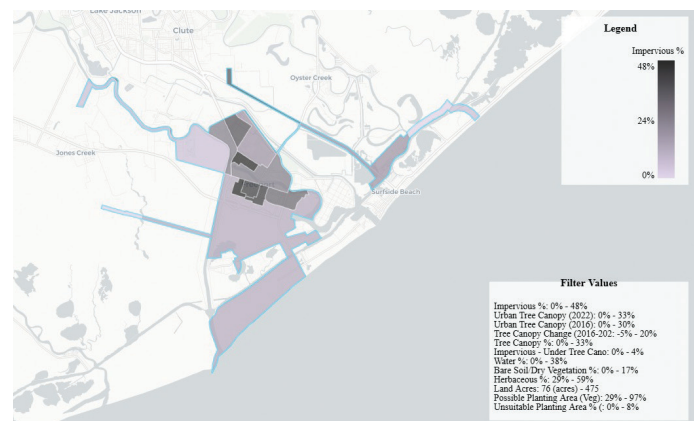 Lake Jackson
Clute
Oyster Creek
Jones Creek
Surfside Beach
Legend
Impervious %
48%
24%
0%
Filter Values
Impervious %: 0% - 48%
Urban Tree Canopy (2022): 0% - 33%
Urban Tree Canopy (2016): 0% - 30%
Tree Canopy Change (2016-202: -5% - 20%
Tree Canopy %: 0% - 33%
Impervious - Under Tree Cano: 0% - 4%
Water %: 0% - 38%
Bare Soil/Dry Vegetation %: 0% - 17%
Herbaceous %: 29% - 59%
Land Acres: 76 (acres) - 475
Possible Planting Area (Veg): 29% - 97%
Unsuitable Planting Area % (: 0% - 8%